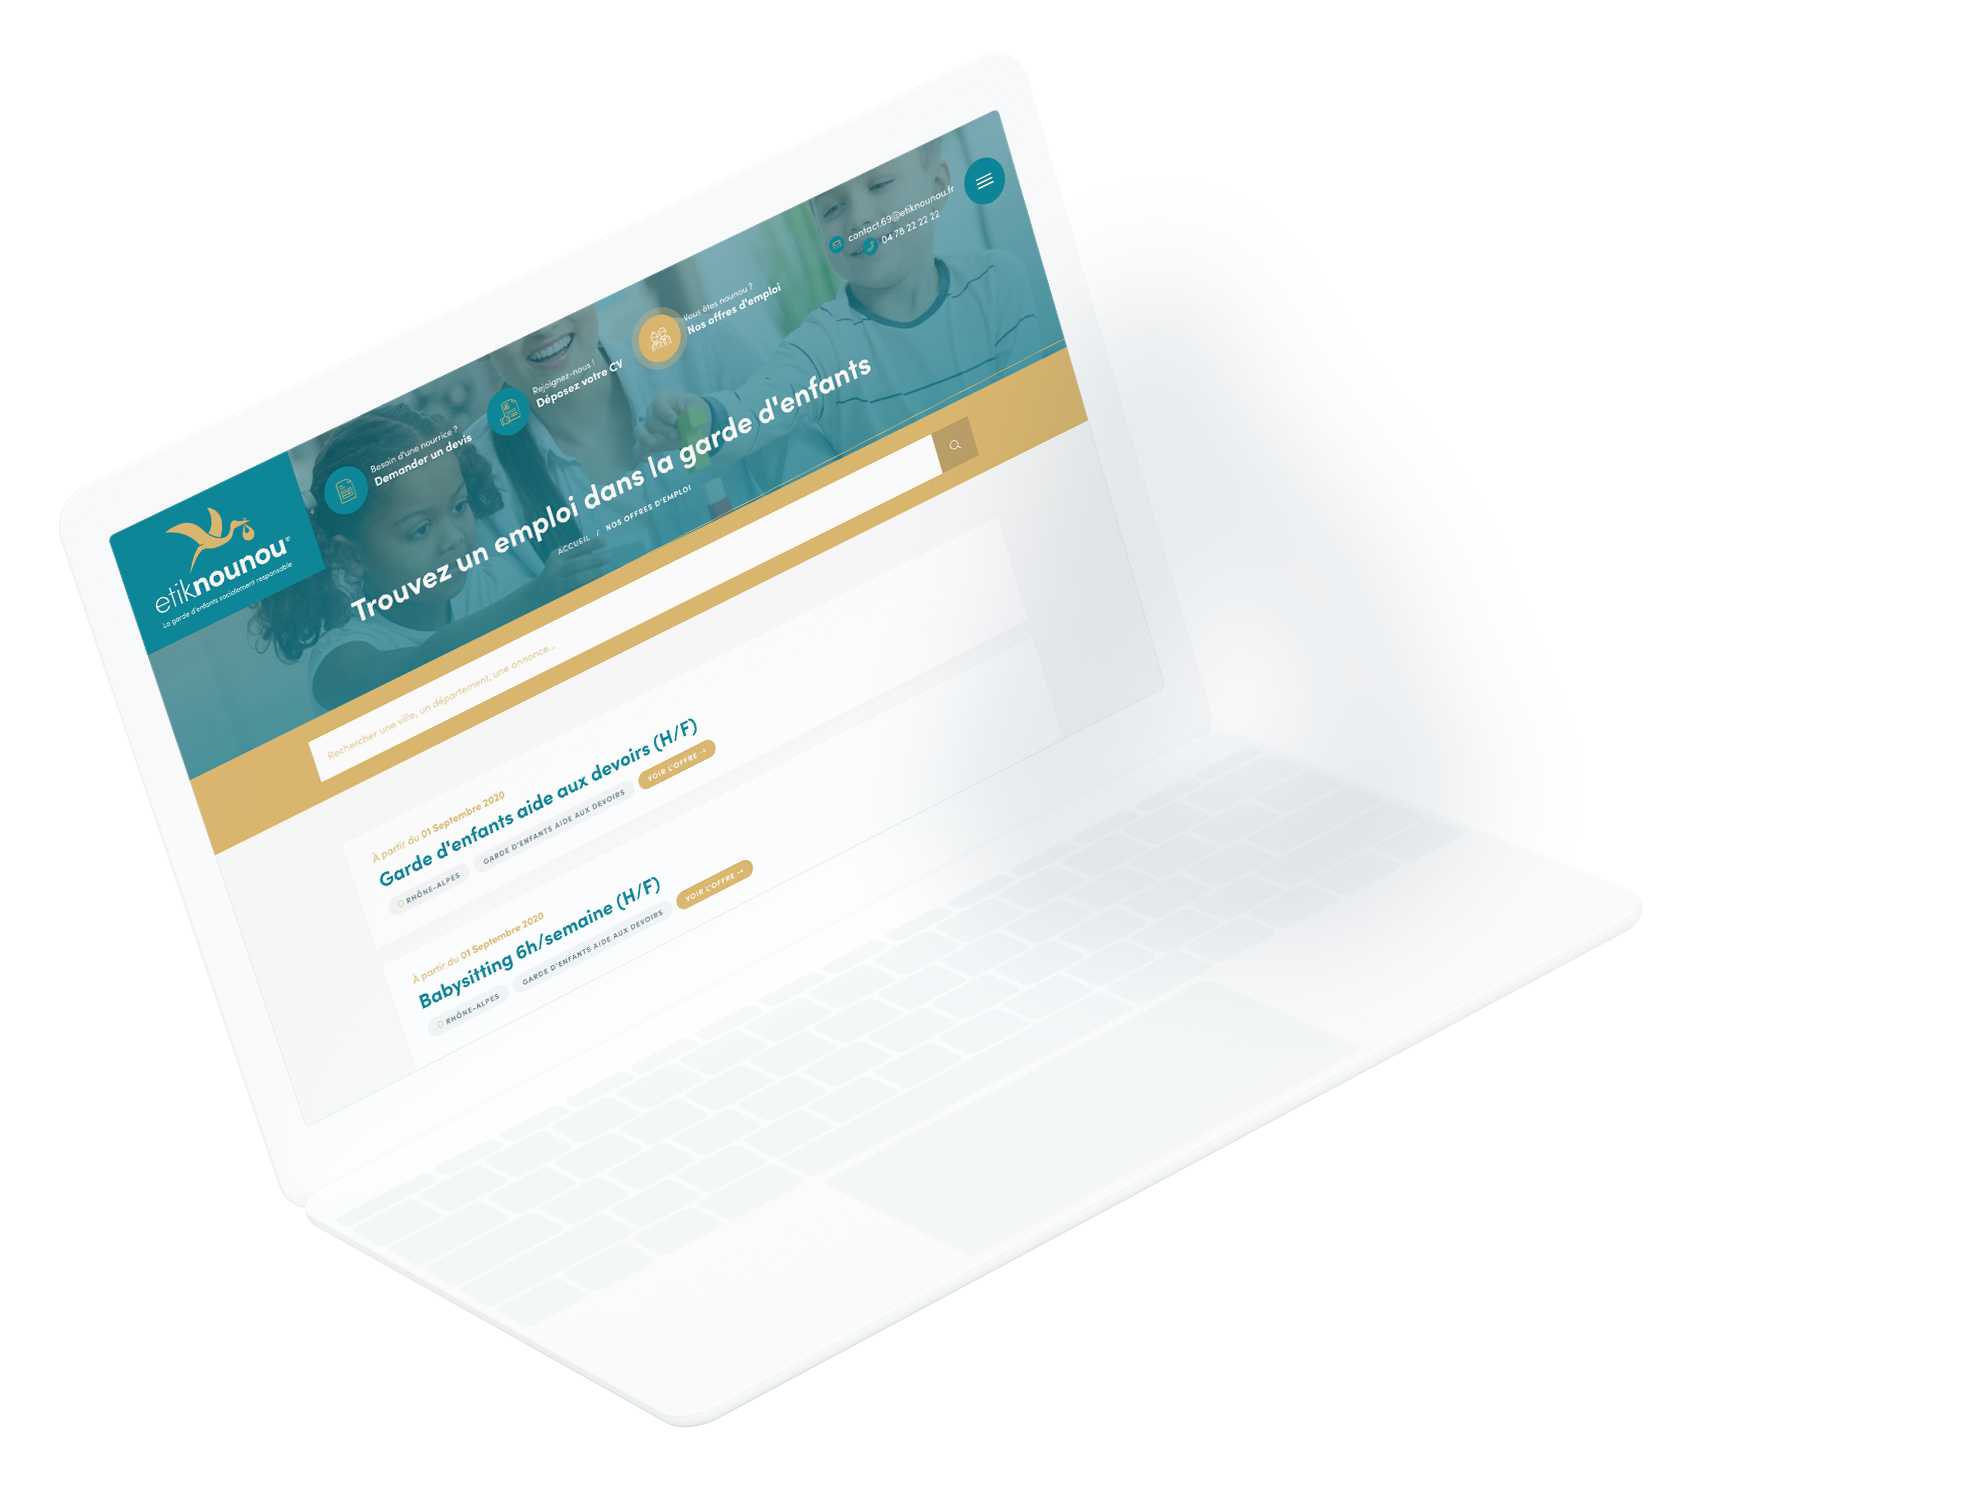 etiknounou®
La garde d'enfants socialement responsable
Besoin d'une nourrice ?
Demander un devis
Rejoignez-nous !
Déposez votre CV
Vous êtes nounou ?
Nos offres d'emploi
contact.69@etiknounou.fr
04 78 22 22 22
Trouvez un emploi dans la garde d'enfants
ACCUEIL / NOS OFFRES D'EMPLOI
Rechercher une ville, un département, une annonce...
À partir du 01 Septembre 2020
Garde d'enfants aide aux devoirs (H/F)
RHÔNE-ALPES GARDE D'ENFANTS AIDE AUX DEVOIRS VOIR L'OFFRE →
À partir du 01 Septembre 2020
Babysitting 6h/semaine (H/F)
RHÔNE-ALPES GARDE D'ENFANTS AIDE AUX DEVOIRS VOIR L'OFFRE →